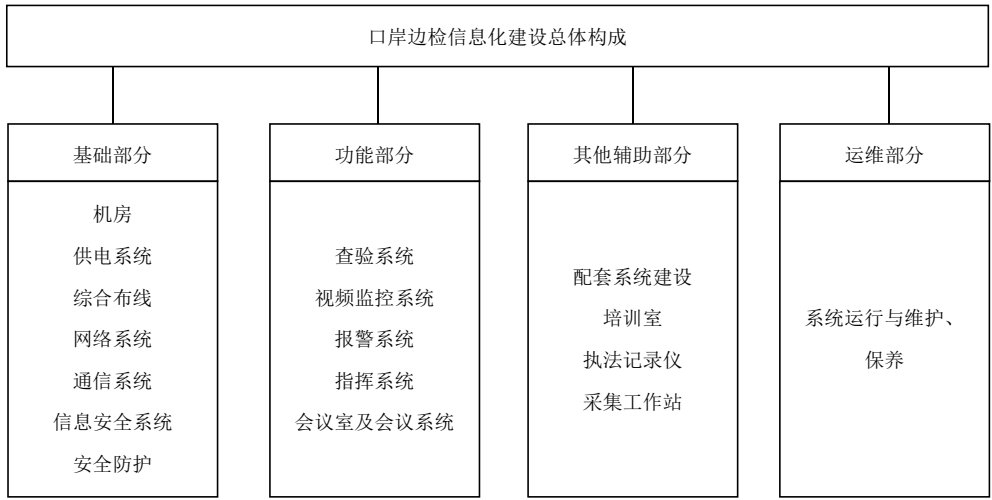 口岸边检信息化建设总体构成
基础部分
机房
供电系统
综合布线
网络系统
通信系统
信息安全系统
安全防护
功能部分
查验系统
视频监控系统
报警系统
指挥系统
会议室及会议系统
其他辅助部分
配套系统建设
培训室
执法记录仪
采集工作站
运维部分
系统运行与维护、
保养